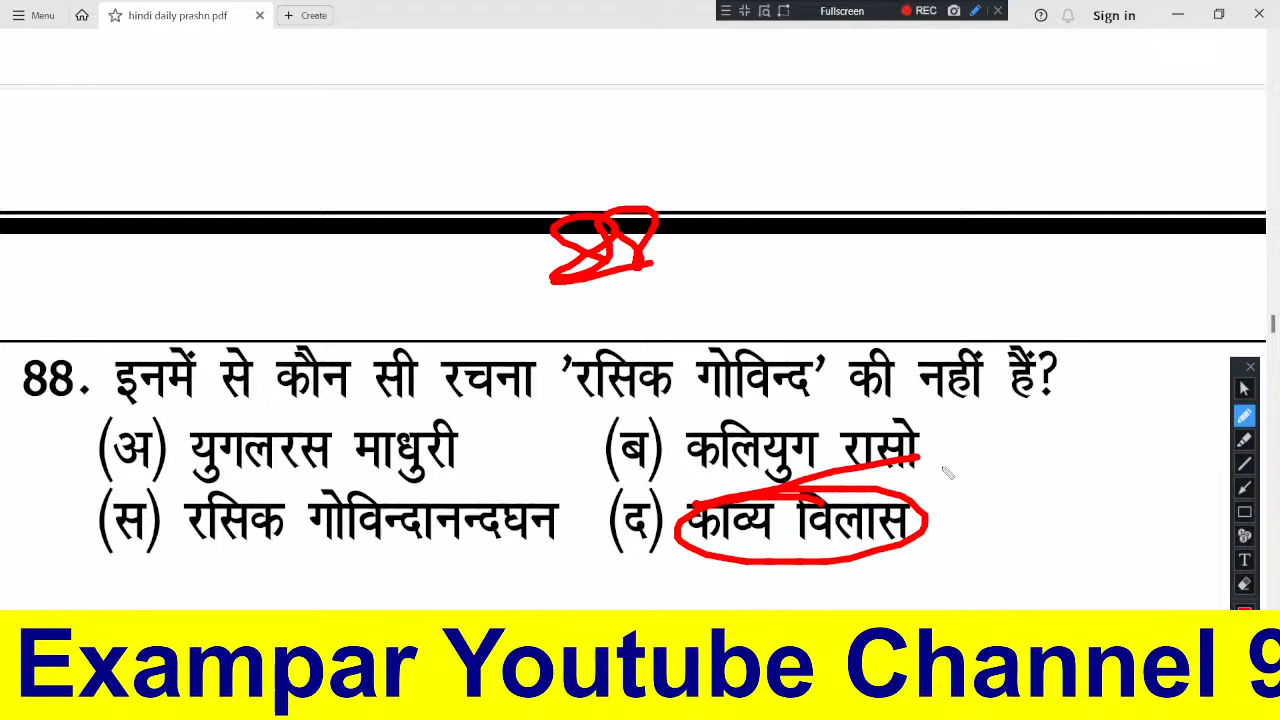 Menu
hindi daily prashn.pdf
Create
Fullscreen
REC
Sign in
88. इनमें से कौन सी रचना ’रसिक गोविन्द’ की नहीं हैं?
(अ) युगलरस माधुरी (ब) कलियुग रासो
(स) रसिक गोविन्दानन्दघन (द) काव्य विलास
Exampar Youtube Channel 9